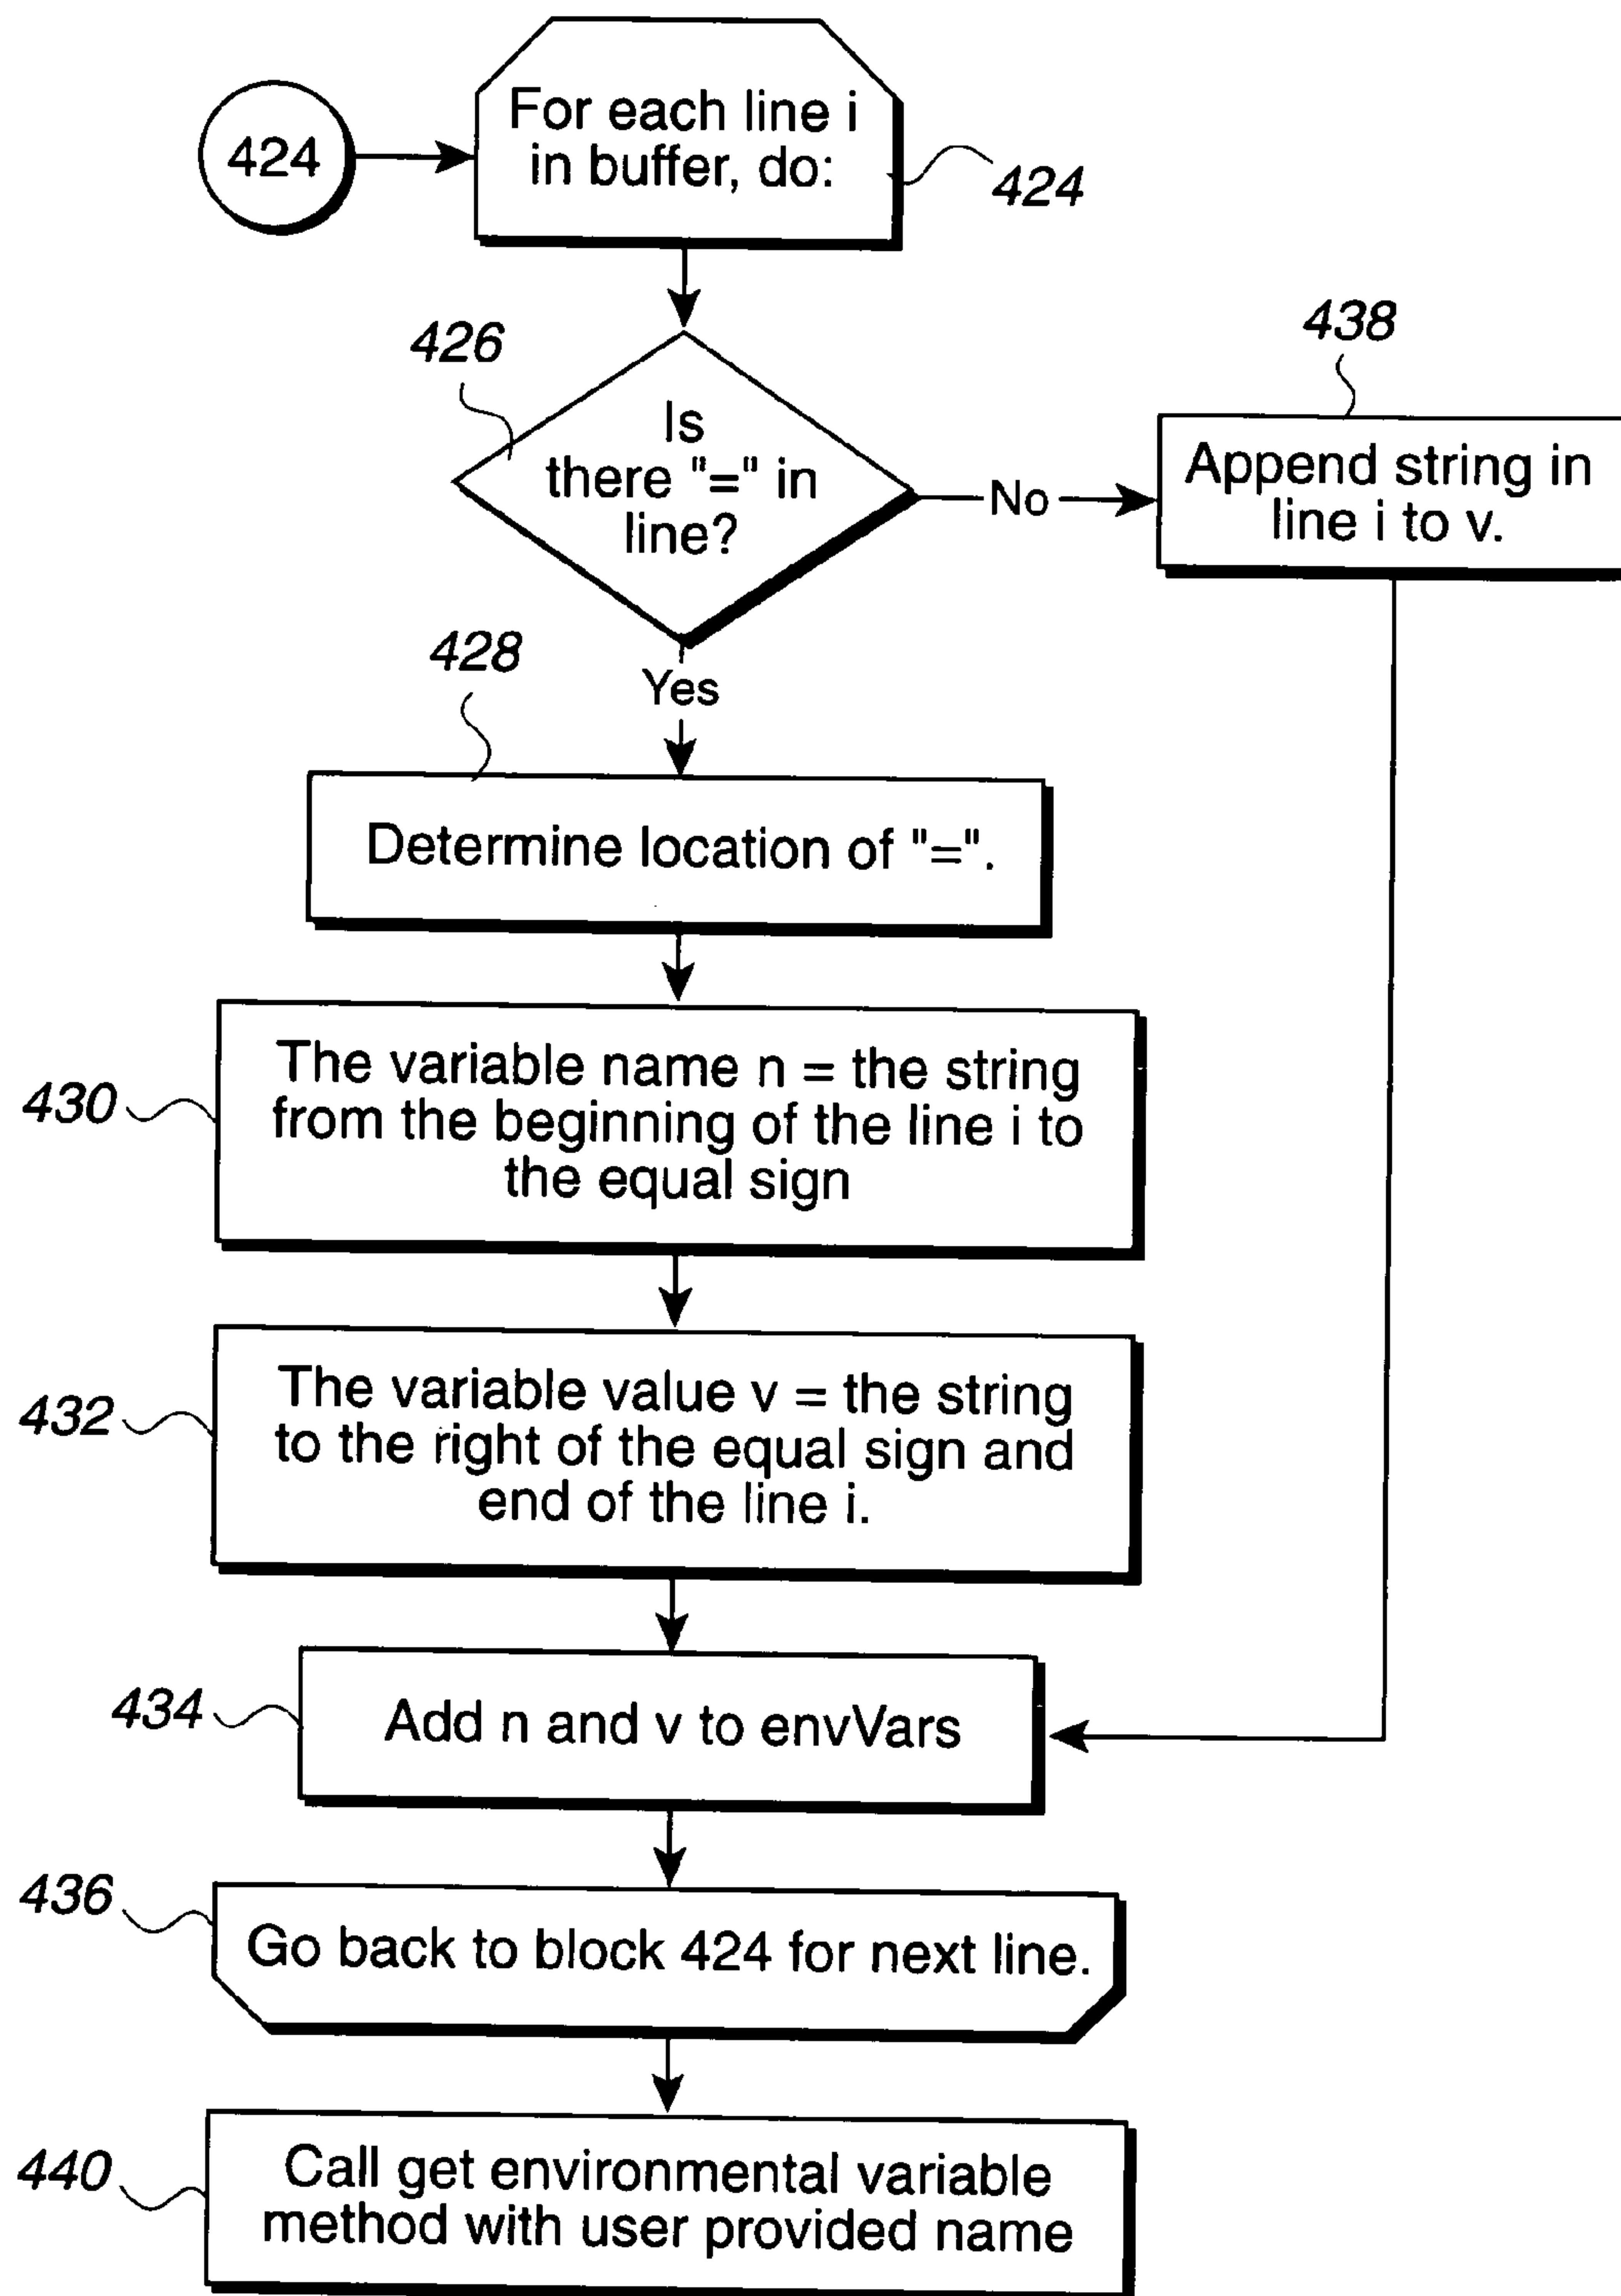 424
For each line i
in buffer, do:
424
426
Is
there "=" in
line?
No
438
Append string in
line i to v.
Yes
428
Determine location of "=".
430
The variable name n = the string
from the beginning of the line i to
the equal sign
432
The variable value v = the string
to the right of the equal sign and
end of the line i.
434
Add n and v to envVars
436
Go back to block 424 for next line.
440
Call get environmental variable
method with user provided name